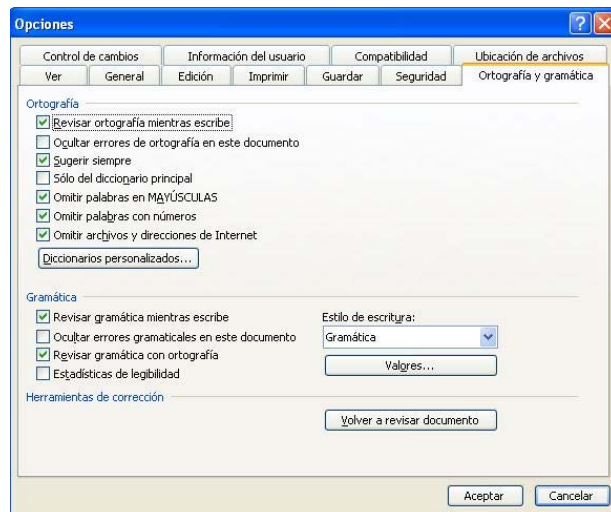 Opciones
Control de cambios Información del usuario Compatibilidad Ubicación de archivos
Ver General Edición Imprimir Guardar Seguridad Ortografía y gramática
Ortografía
Revisar ortografía mientras escribe
Ocultar errores de ortografía en este documento
Sugerir siempre
Sólo del diccionario principal
Omitir palabras en MAYÚSCULAS
Omitir palabras con números
Omitir archivos y direcciones de Internet
Diccionarios personalizados...
Gramática
Revisar gramática mientras escribe Estilo de escritura:
Ocultar errores gramaticales en este documento Gramática
Revisar gramática con ortografía Valores...
Estadísticas de legibilidad
Herramientas de corrección
Volver a revisar documento
Aceptar Cancelar